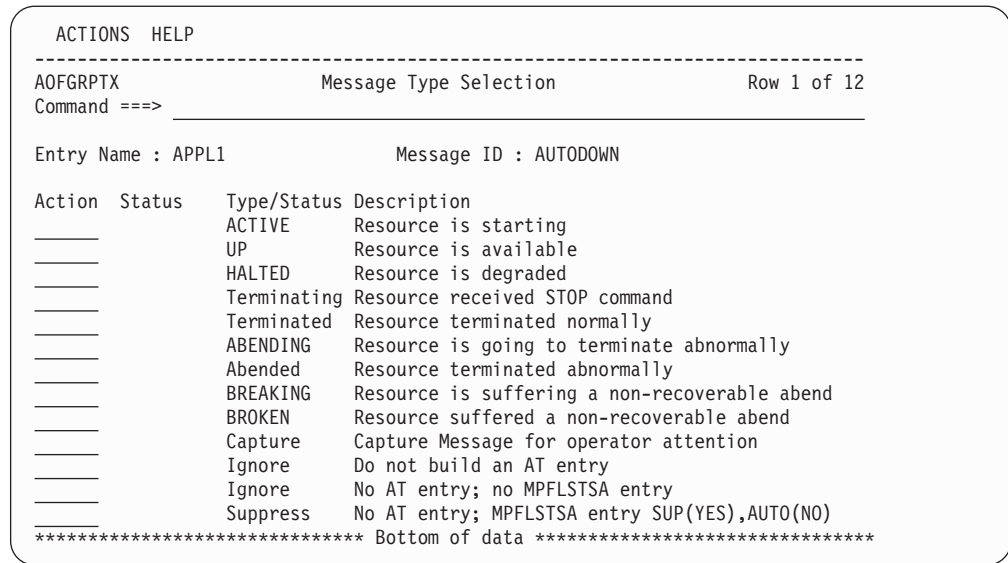 ACTIONS HELP
--------------------------------------------------------------------------------
AOFGRPTX Message Type Selection Row 1 of 12
Command ===> 
Entry Name : APPL1 Message ID : AUTODOWN
Action Status Type/Status Description
ACTIVE Resource is starting
UP Resource is available
HALTED Resource is degraded
Terminating Resource received STOP command
Terminated Resource terminated normally
ABENDING Resource is going to terminate abnormally
Abended Resource terminated abnormally
BREAKING Resource is suffering a non-recoverable abend
BROKEN Resource suffered a non-recoverable abend
Capture Capture Message for operator attention
Ignore Do not build an AT entry
Ignore No AT entry; no MPFLSTSA entry
Suppress No AT entry; MPFLSTSA entry SUP(YES),AUTO(NO)
******************************* Bottom of data ********************************